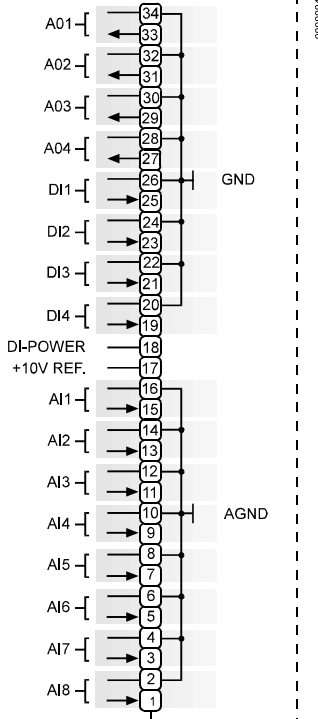 A01
34
33
A02
32
31
A03
30
29
A04
28
27
DI1
26
25
GND
DI2
24
23
DI3
22
21
DI4
20
19
DI-POWER
18
+10V REF.
17
AI1
16
15
AI2
14
13
AI3
12
11
AI4
10
9
AGND
AI5
8
7
AI6
6
5
AI7
4
3
AI8
2
1